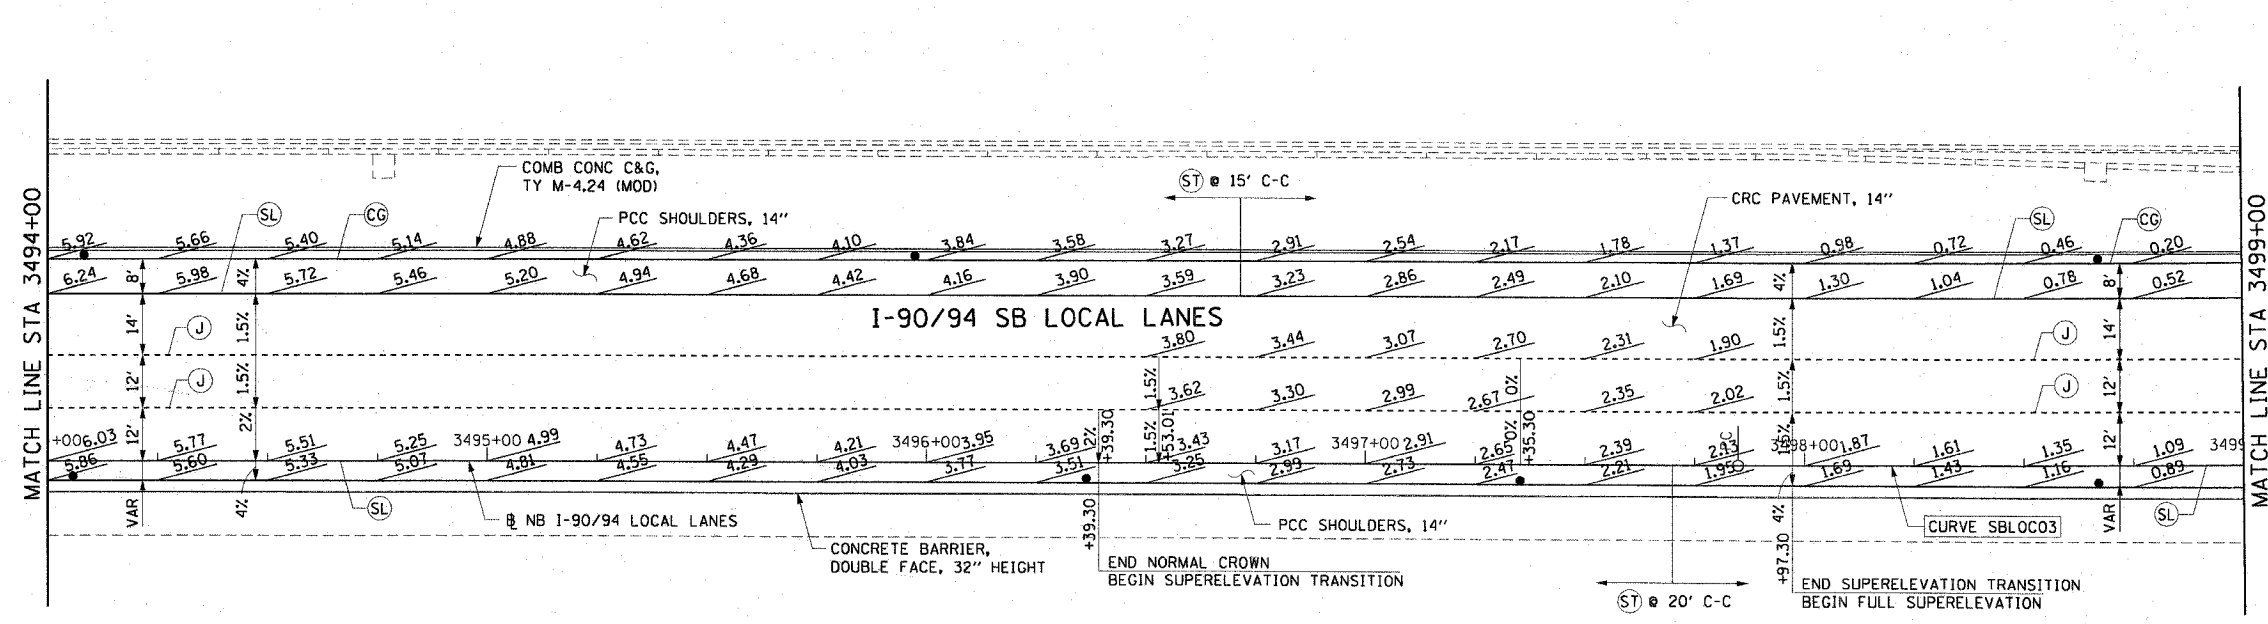 MATCH LINE STA 3494+00
COMB CONC C&G,
TY M-4.24 (MOD)
ST @ 15' C-C
CRC PAVEMENT, 14"
SL
CG
PCC SHOULDERS, 14"
SL
CG
5.92 5.66 5.40 5.14 4.88 4.62 4.36 4.10 3.84 3.58 3.27 2.91 2.54 2.17 1.78 1.37 0.98 0.72 0.46 0.20
6.24 8' 5.98 4% 5.72 5.46 5.20 4.94 4.68 4.42 4.16 3.90 3.59 3.23 2.86 2.49 2.10 1.69 4% 1.30 1.04 0.78 8' 0.52
I-90/94 SB LOCAL LANES
14' J 1.5% 3.80 3.44 3.07 2.70 2.31 1.90 1.5% J 14'
12' J 1.5% 1.5% 3.62 3.30 2.99 2.67 0% 2.35 2.02 1.5% J 12'
+00 6.03 12' 5.77 2% 5.51 5.25 3495+00 4.99 4.73 4.47 4.21 3496+00 3.95 3.69 2% +39.30 1.5% +53.01 3.43 3.17 3497+00 2.91 2.65 0% +35.30 2.39 2.13 PC 3498+00 1.87 1.5% 1.61 1.35 12' 1.09 3499
5.86 5.60 5.33 5.07 4.81 4.55 4.29 4.03 3.77 3.51 3.25 2.99 2.73 2.47 2.21 1.95 1.69 1.43 1.16 0.89
VAR
4%
SL
℄ NB I-90/94 LOCAL LANES
PCC SHOULDERS, 14"
4%
CURVE SBLOC03
VAR
SL
CONCRETE BARRIER,
DOUBLE FACE, 32" HEIGHT
+39.30
END NORMAL CROWN
BEGIN SUPERELEVATION TRANSITION
ST @ 20' C-C
+97.30
END SUPERELEVATION TRANSITION
BEGIN FULL SUPERELEVATION
MATCH LINE STA 3499+00